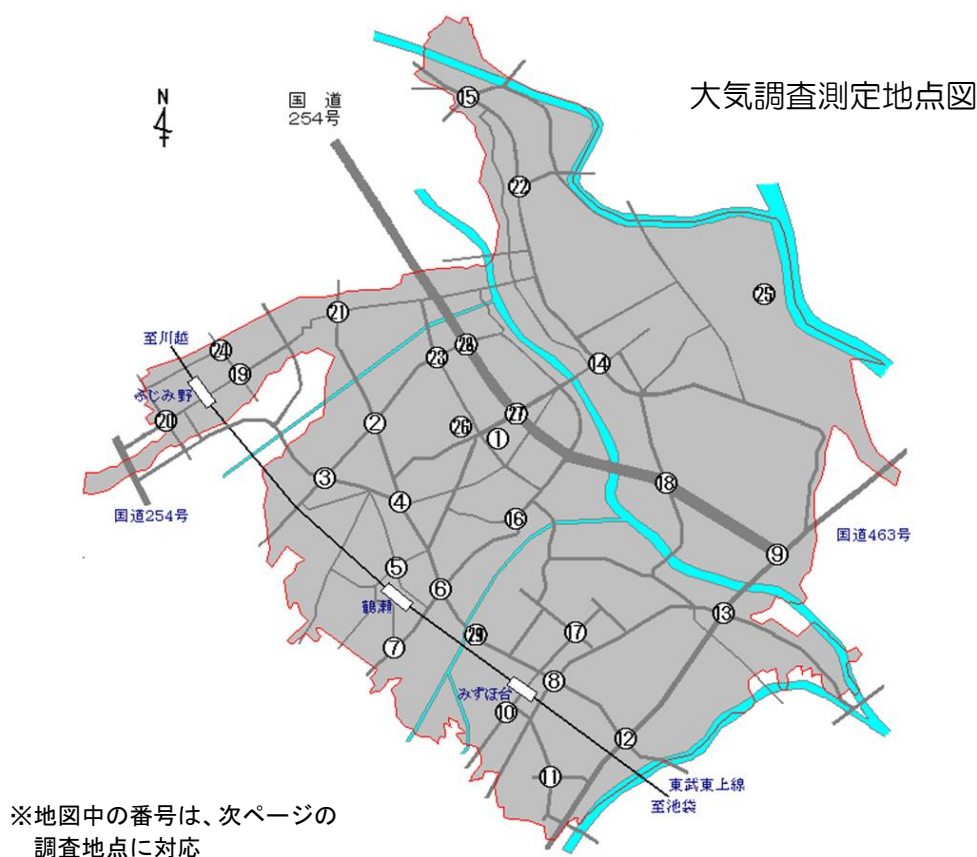 大気調査測定地点図
N
国 道
254号
⑮
㉒
㉕
㉑
至川越
㉔
㉘
㉓
⑭
⑲
ふじみ野
⑳
②
㉗
㉖
①
③
④
⑱
国道254号
⑯
国道463号
⑨
⑤
⑥
鶴瀬
⑬
⑦
㉙
⑰
⑧
みずほ台
⑩
⑫
⑪
東武東上線
至池袋
※地図中の番号は、次ページの
調査地点に対応